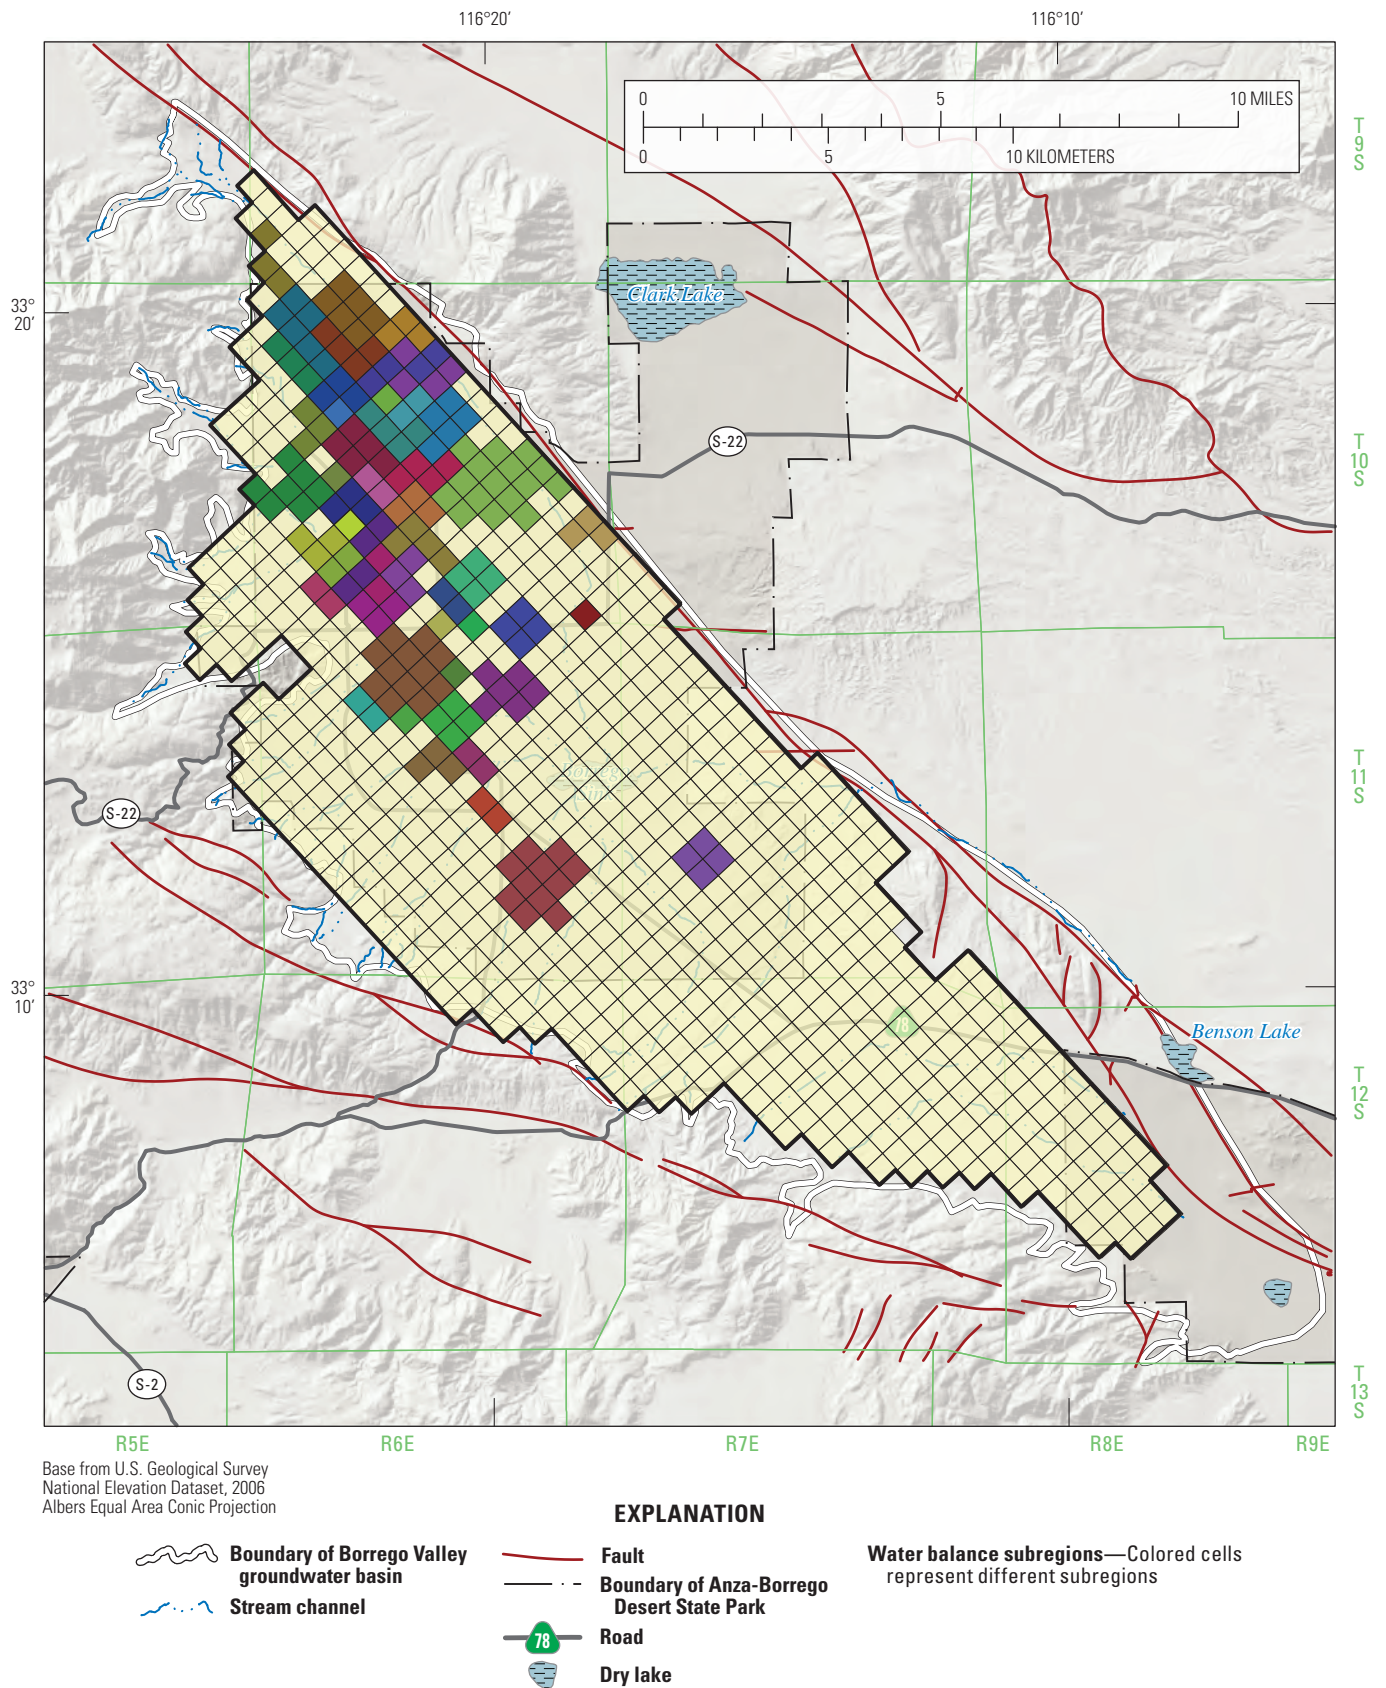 116°20'
116°10'
0
5
10 MILES
0
5
10 KILOMETERS
T
9
S
33°
20'
Clark Lake
S-22
T
10
S
Borrego
Sink
T
11
S
S-22
33°
10'
78
Benson Lake
T
12
S
S-2
T
13
S
R5E
R6E
R7E
R8E
R9E
Base from U.S. Geological Survey
National Elevation Dataset, 2006
Albers Equal Area Conic Projection
EXPLANATION
Boundary of Borrego Valley
groundwater basin
Stream channel
Fault
Boundary of Anza-Borrego
Desert State Park
78
Road
Dry lake
Water balance subregions—Colored cells
represent different subregions